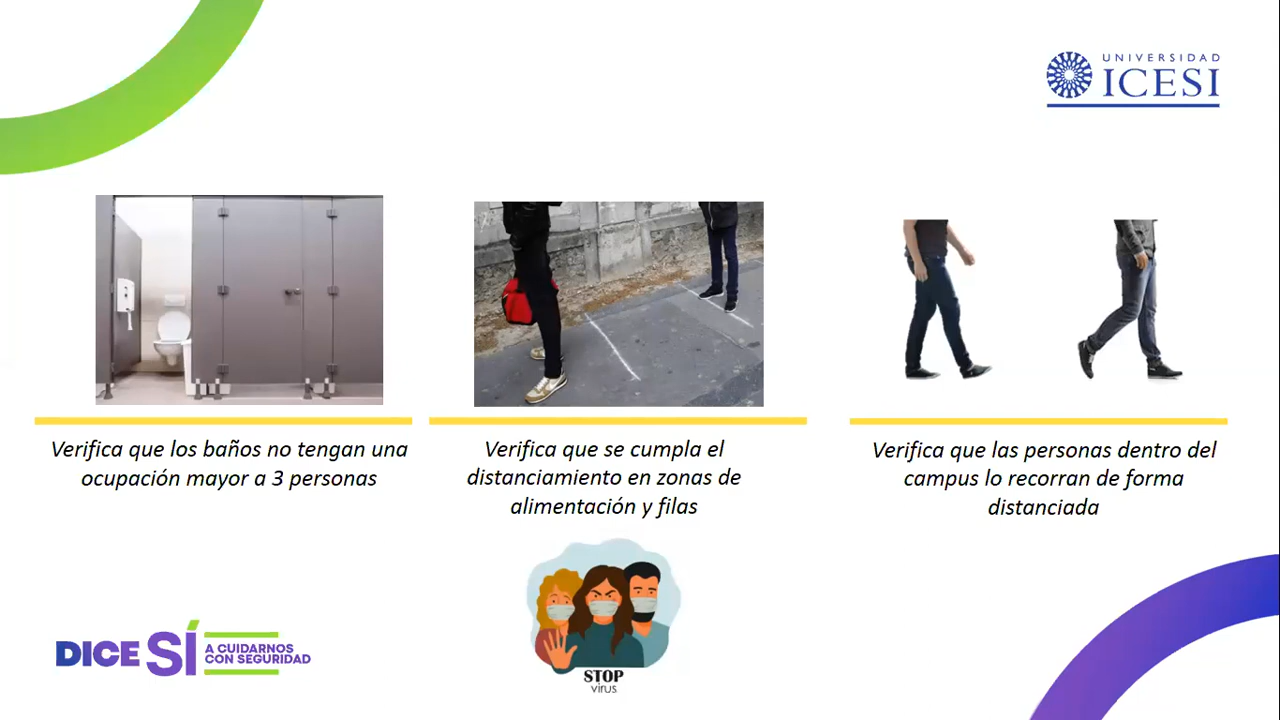 UNIVERSIDAD
ICESI
Verifica que los baños no tengan una
ocupación mayor a 3 personas
Verifica que se cumpla el
distanciamiento en zonas de
alimentación y filas
Verifica que las personas dentro del
campus lo recorran de forma
distanciada
DICE SÍ A CUIDARNOS
CON SEGURIDAD
STOP
virus